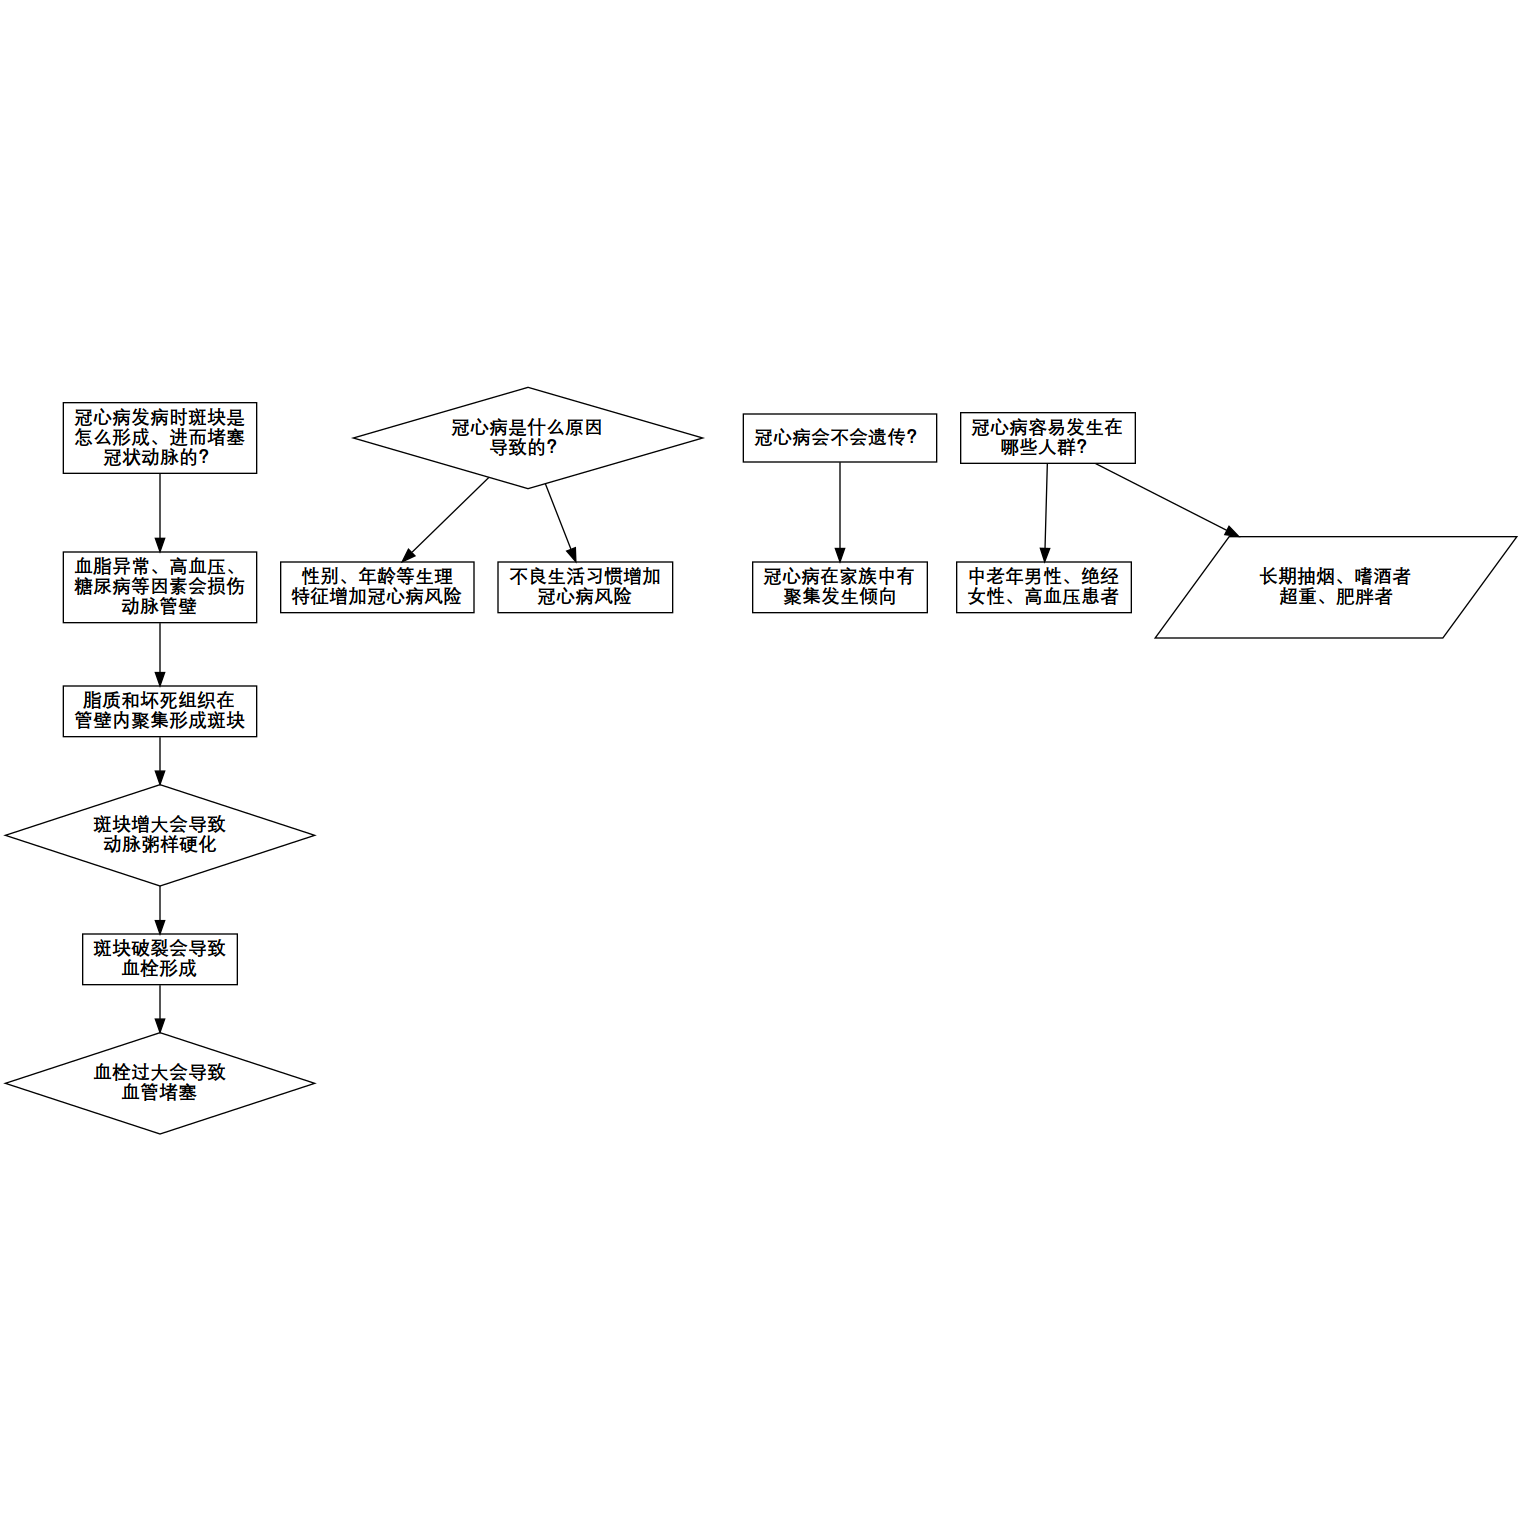 冠心病发病时斑块是
怎么形成、进而堵塞
冠状动脉的?
血脂异常、高血压、
糖尿病等因素会损伤
动脉管壁
脂质和坏死组织在
管壁内聚集形成斑块
斑块增大会导致
动脉粥样硬化
斑块破裂会导致
血栓形成
血栓过大会导致
血管堵塞
冠心病是什么原因
导致的?
性别、年龄等生理
特征增加冠心病风险
不良生活习惯增加
冠心病风险
冠心病会不会遗传?
冠心病在家族中有
聚集发生倾向
冠心病容易发生在
哪些人群?
中老年男性、绝经
女性、高血压患者
长期抽烟、嗜酒者
超重、肥胖者